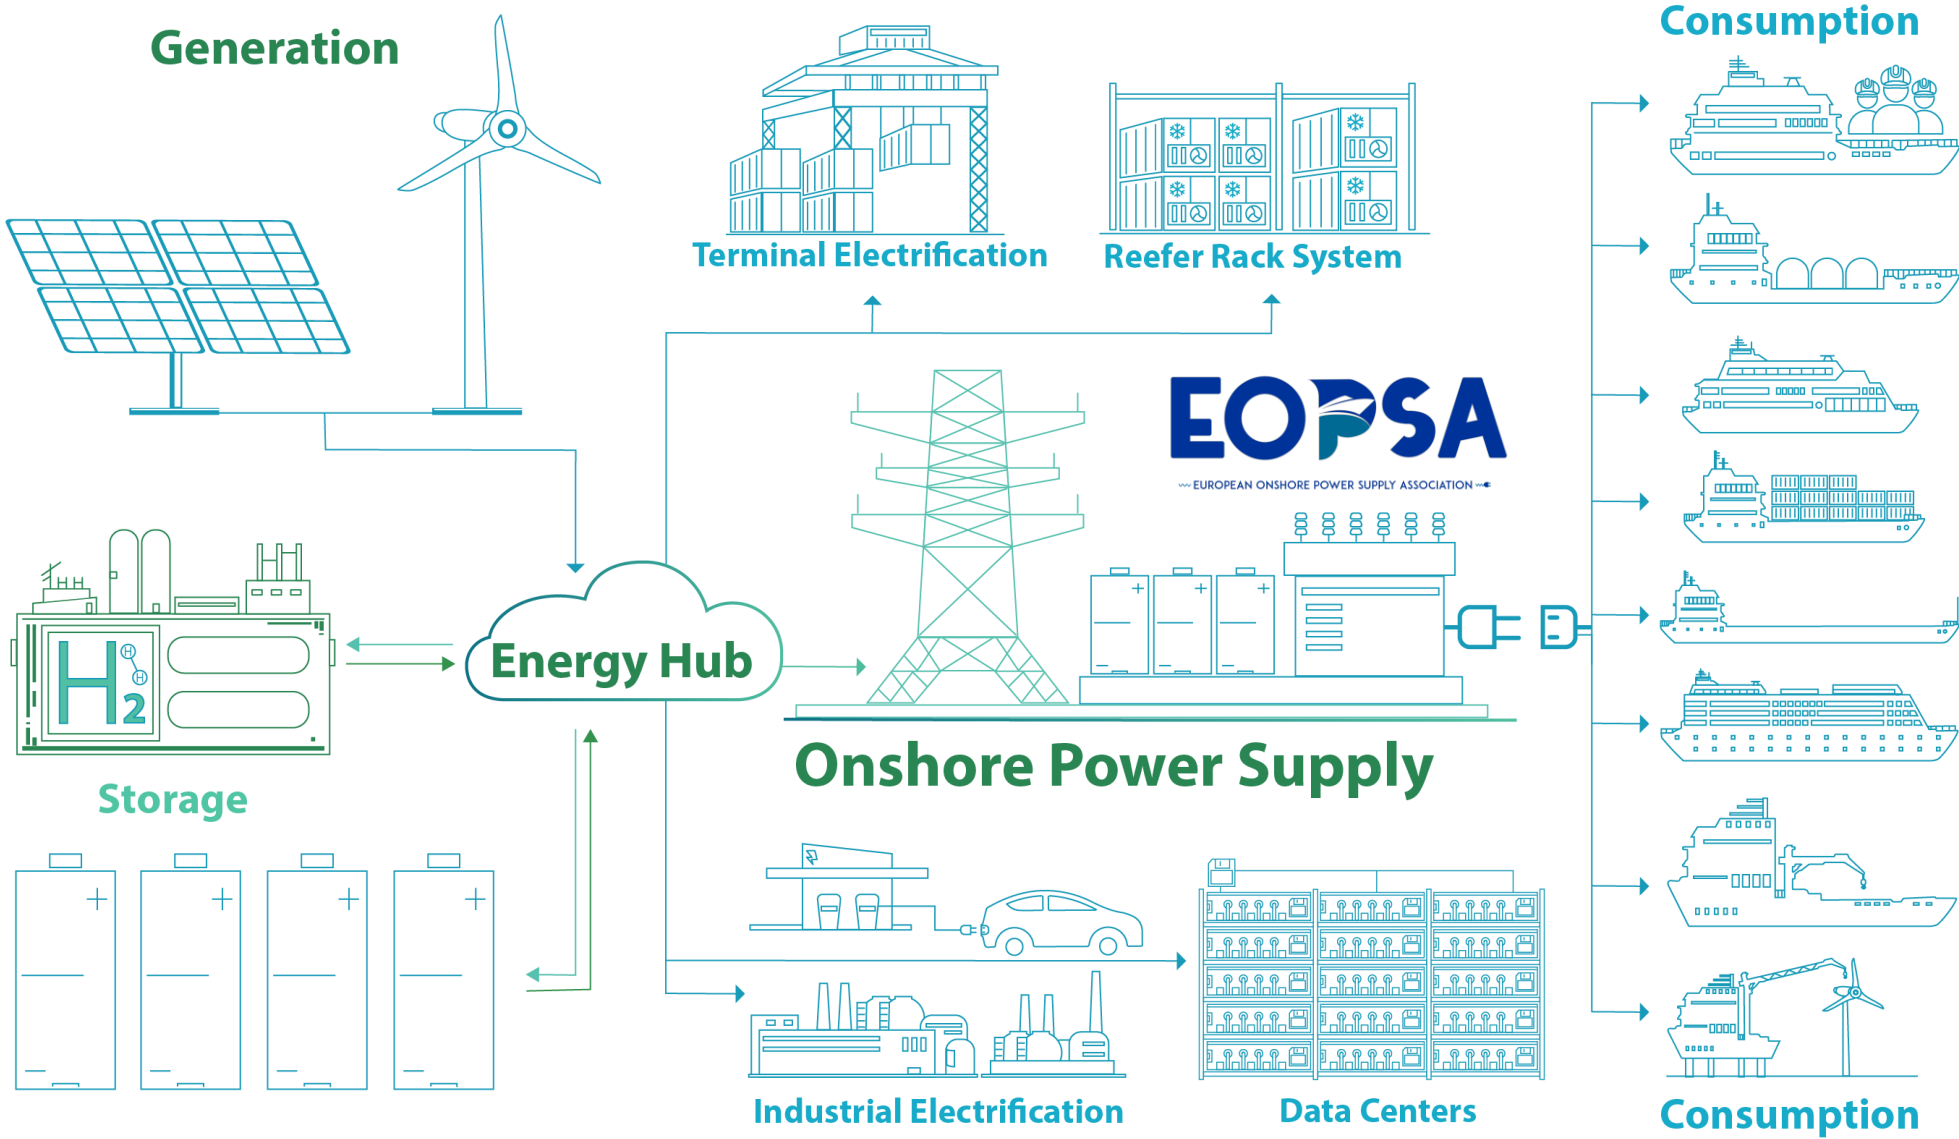 Generation
Consumption
Terminal Electrification
Reefer Rack System
EOPSA
EUROPEAN ONSHORE POWER SUPPLY ASSOCIATION
H2
H
H
Energy Hub
Onshore Power Supply
Storage
Industrial Electrification
Data Centers
Consumption